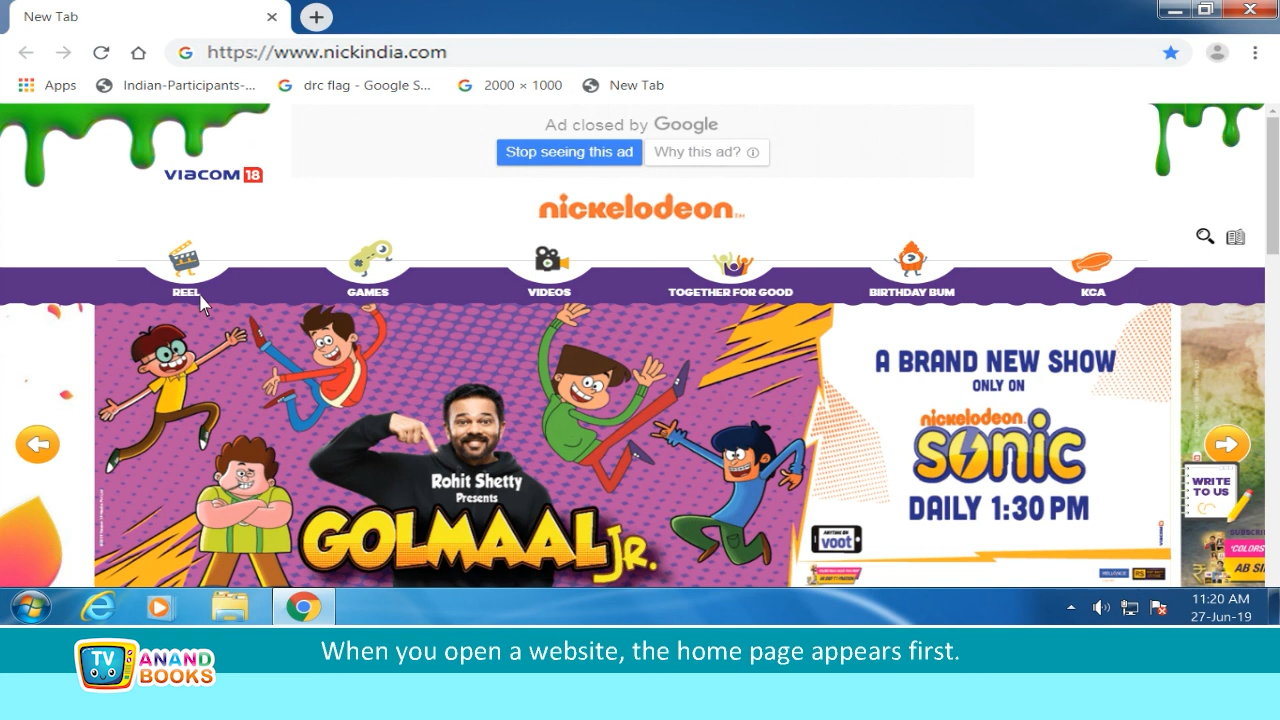 New Tab
https://www.nickindia.com
Apps
Indian-Participants-...
drc flag - Google S...
2000 × 1000
New Tab
Ad closed by Google
Stop seeing this ad
Why this ad?
VIACOM 18
nickelodeon
REEL
GAMES
VIDEOS
TOGETHER FOR GOOD
BIRTHDAY BUM
KCA
A BRAND NEW SHOW
ONLY ON
nickelodeon
SONIC
DAILY 1:30 PM
Rohit Shetty
Presents
GOLMAAL JR.
voot
WRITE
TO US
SUBSCRIB
'COLORS
AB SI
11:20 AM
27-Jun-19
TV
ANAND
BOOKS
When you open a website, the home page appears first.